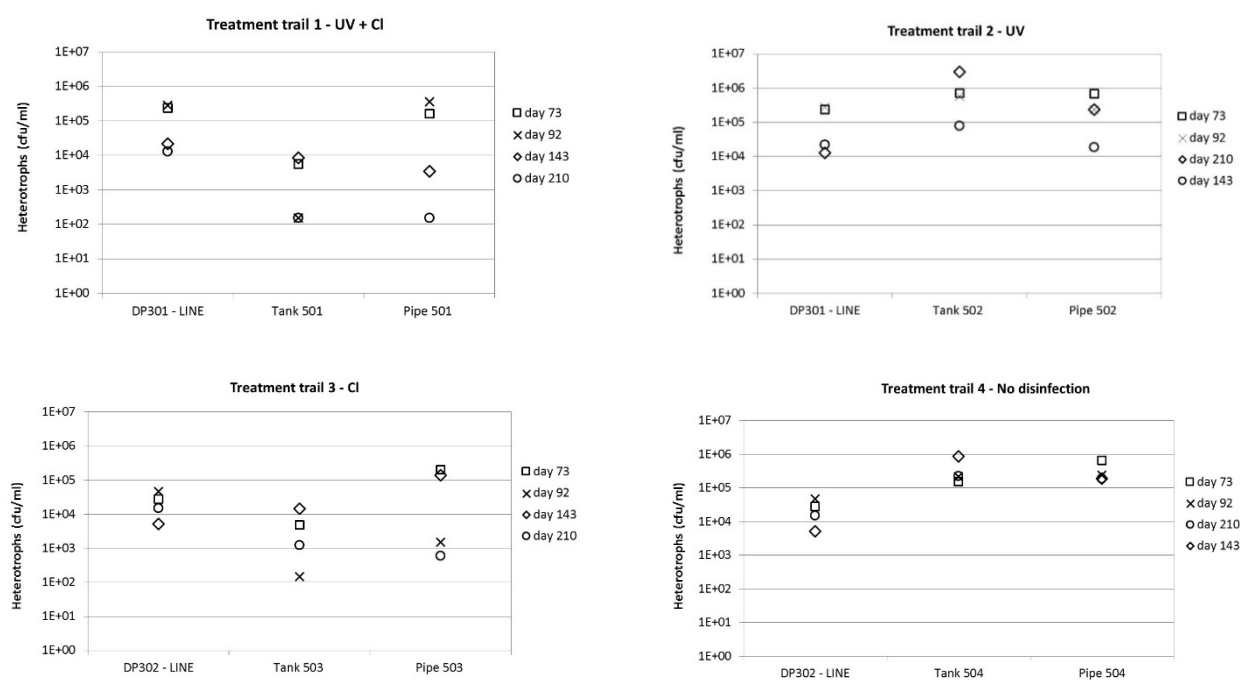 Treatment trail 1 - UV + Cl
Heterotrophs (cfu/ml)
1E+07
1E+06
1E+05
1E+04
1E+03
1E+02
1E+01
1E+00
DP301 - LINE Tank 501 Pipe 501
day 73
day 92
day 143
day 210
Treatment trail 2 - UV
Heterotrophs (cfu/ml)
1E+07
1E+06
1E+05
1E+04
1E+03
1E+02
1E+01
1E+00
DP301 - LINE Tank 502 Pipe 502
day 73
day 92
day 210
day 143
Treatment trail 3 - Cl
Heterotrophs (cfu/ml)
1E+07
1E+06
1E+05
1E+04
1E+03
1E+02
1E+01
1E+00
DP302 - LINE Tank 503 Pipe 503
day 73
day 92
day 143
day 210
Treatment trail 4 - No disinfection
Heterotrophs (cfu/ml)
1E+07
1E+06
1E+05
1E+04
1E+03
1E+02
1E+01
1E+00
DP302 - LINE Tank 504 Pipe 504
day 73
day 92
day 210
day 143